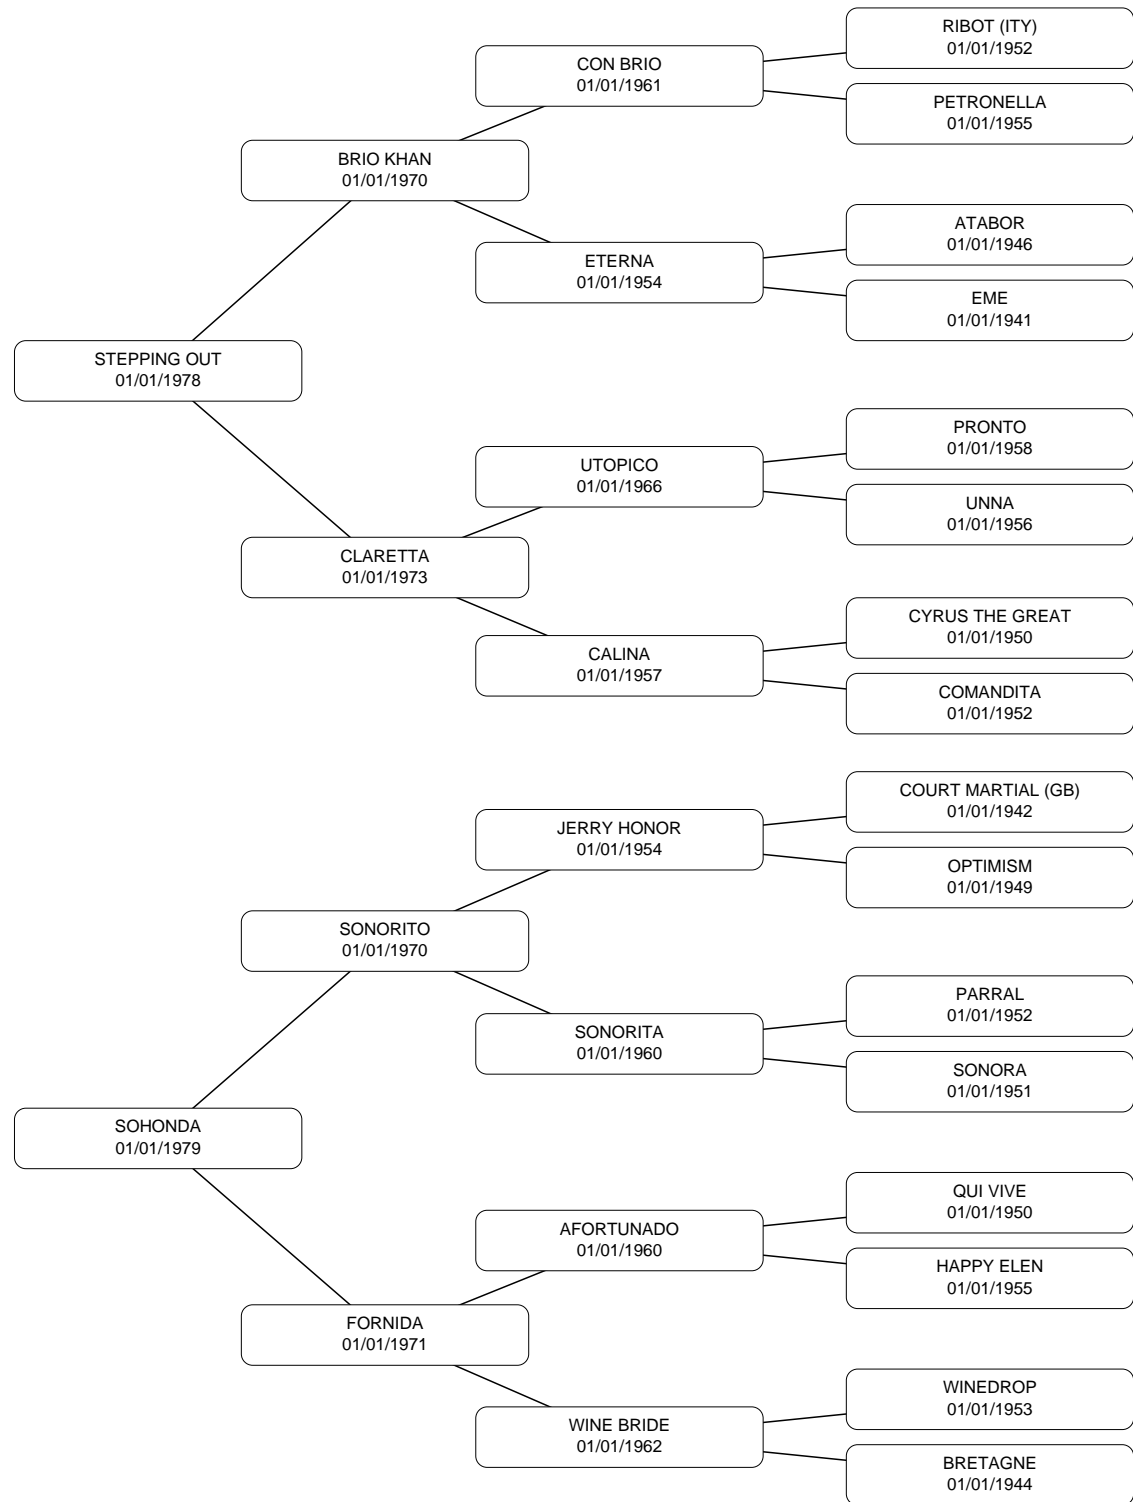 RIBOT (ITY)
01/01/1952
CON BRIO
01/01/1961
PETRONELLA
01/01/1955
BRIO KHAN
01/01/1970
ATABOR
01/01/1946
ETERNA
01/01/1954
EME
01/01/1941
STEPPING OUT
01/01/1978
PRONTO
01/01/1958
UTOPICO
01/01/1966
UNNA
01/01/1956
CLARETTA
01/01/1973
CYRUS THE GREAT
01/01/1950
CALINA
01/01/1957
COMANDITA
01/01/1952
COURT MARTIAL (GB)
01/01/1942
JERRY HONOR
01/01/1954
OPTIMISM
01/01/1949
SONORITO
01/01/1970
PARRAL
01/01/1952
SONORITA
01/01/1960
SONORA
01/01/1951
SOHONDA
01/01/1979
QUI VIVE
01/01/1950
AFORTUNADO
01/01/1960
HAPPY ELEN
01/01/1955
FORNIDA
01/01/1971
WINEDROP
01/01/1953
WINE BRIDE
01/01/1962
BRETAGNE
01/01/1944